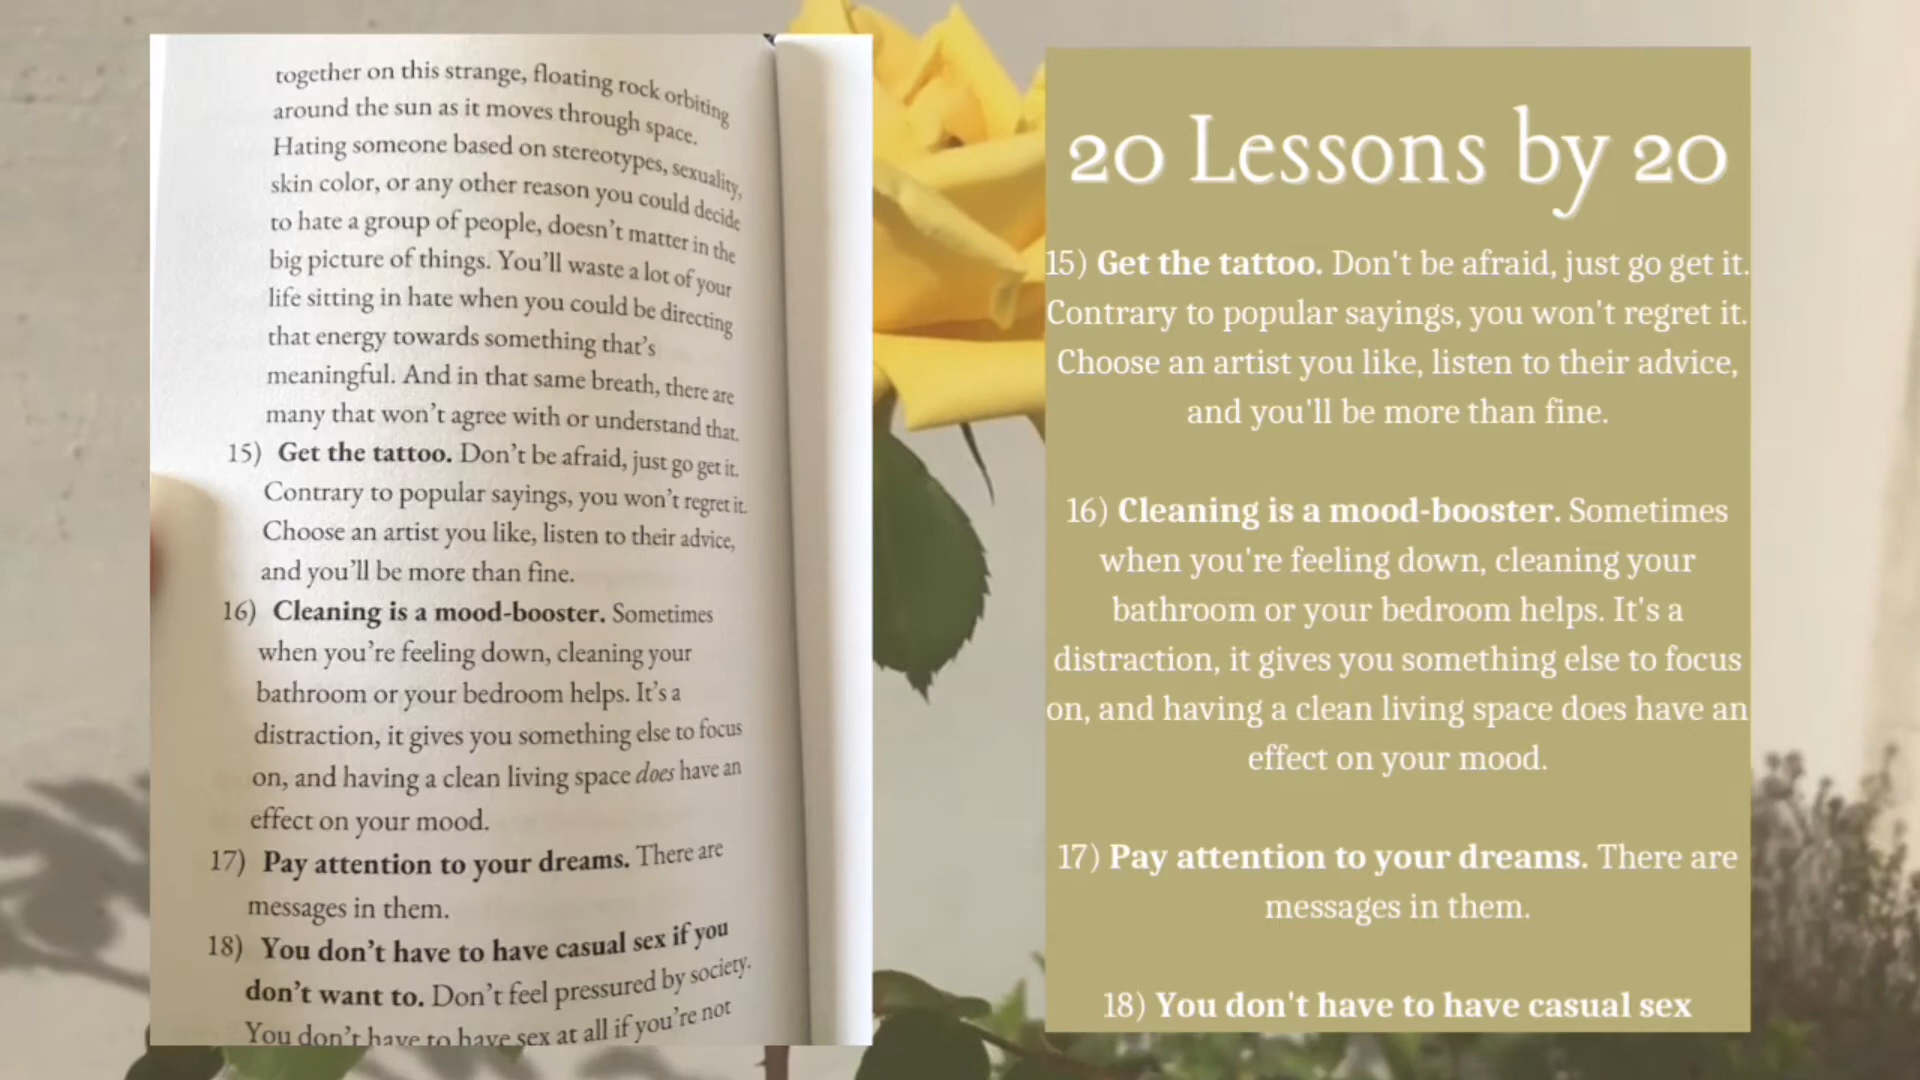 together on this strange, floating rock orbiting
around the sun as it moves through space.
Hating someone based on stereotypes, sexuality,
skin color, or any other reason you could decide
to hate a group of people, doesn’t matter in the
big picture of things. You’ll waste a lot of your
life sitting in hate when you could be directing
that energy towards something that’s
meaningful. And in that same breath, there are
many that won’t agree with or understand that.
15) Get the tattoo. Don’t be afraid, just go get it.
Contrary to popular sayings, you won’t regret it.
Choose an artist you like, listen to their advice,
and you’ll be more than fine.
16) Cleaning is a mood-booster. Sometimes
when you’re feeling down, cleaning your
bathroom or your bedroom helps. It’s a
distraction, it gives you something else to focus
on, and having a clean living space does have an
effect on your mood.
17) Pay attention to your dreams. There are
messages in them.
18) You don’t have to have casual sex if you
don’t want to. Don’t feel pressured by society.
You don’t have to have sex at all if you’re not
20 Lessons by 20
15) Get the tattoo. Don't be afraid, just go get it.
Contrary to popular sayings, you won't regret it.
Choose an artist you like, listen to their advice,
and you'll be more than fine.
16) Cleaning is a mood-booster. Sometimes
when you're feeling down, cleaning your
bathroom or your bedroom helps. It's a
distraction, it gives you something else to focus
on, and having a clean living space does have an
effect on your mood.
17) Pay attention to your dreams. There are
messages in them.
18) You don't have to have casual sex